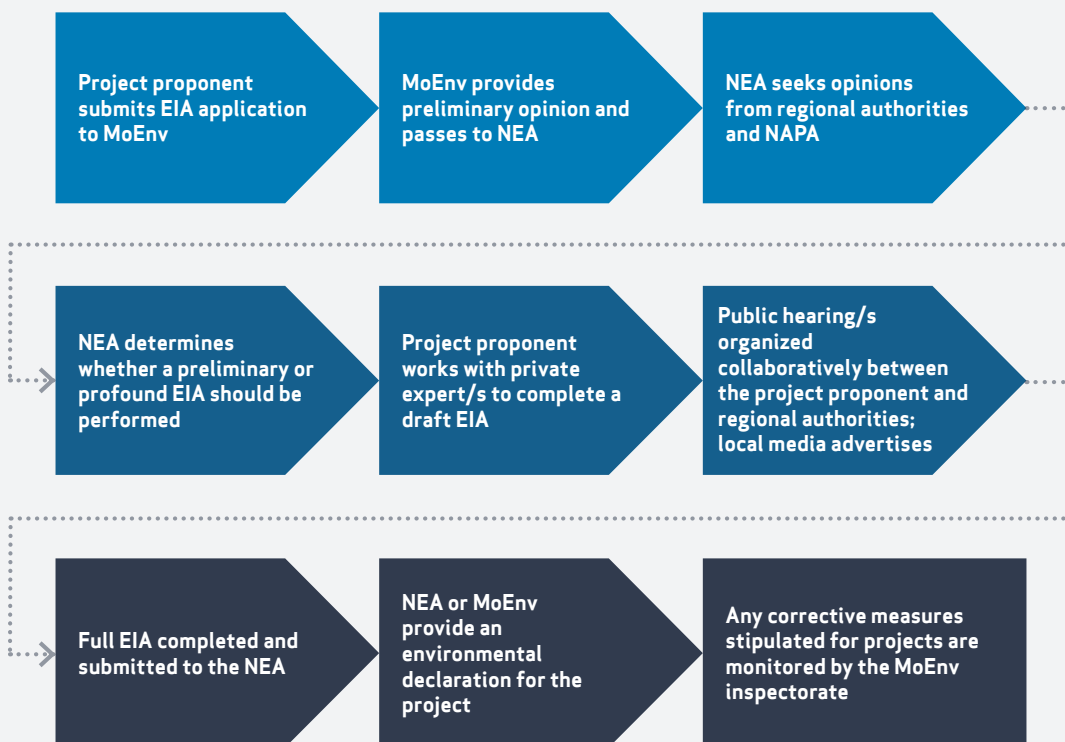 Project proponent
submits EIA application
to MoEnv
MoEnv provides
preliminary opinion and
passes to NEA
NEA seeks opinions
from regional authorities
and NAPA
NEA determines
whether a preliminary or
profound EIA should be
performed
Project proponent
works with private
expert/s to complete a
draft EIA
Public hearing/s
organized
collaboratively between
the project proponent and
regional authorities;
local media advertises
Full EIA completed and
submitted to the NEA
NEA or MoEnv
provide an
environmental
declaration for the
project
Any corrective measures
stipulated for projects are
monitored by the MoEnv
inspectorate